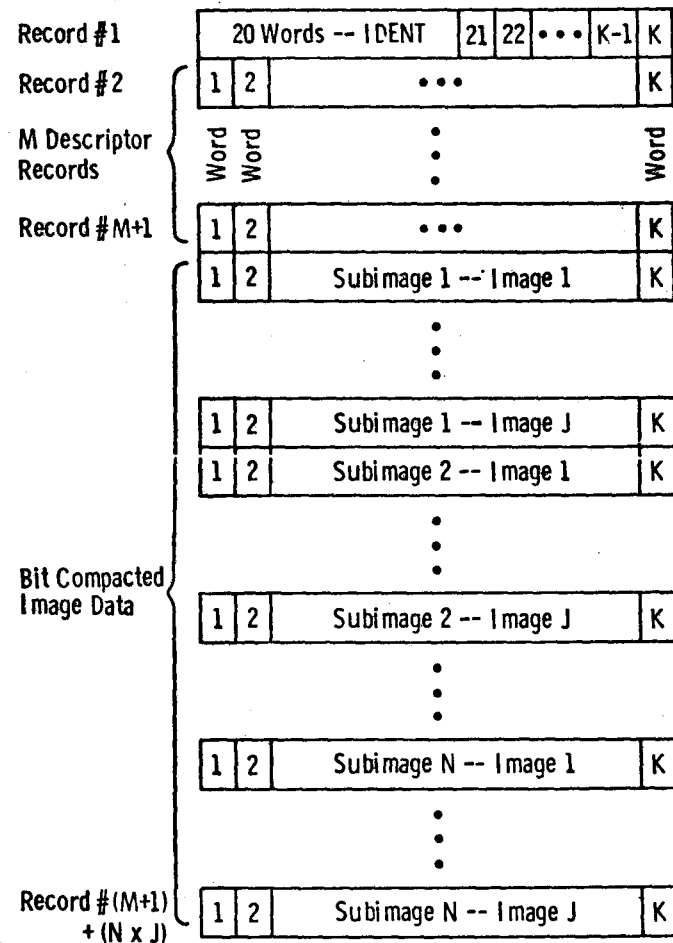 Record #1 20 Words -- IDENT 21 22 ••• K-1 K
Record #2 1 2 ••• K
M Descriptor
Records
Word Word Word
Record #M+1 1 2 ••• K
1 2 Subimage 1 -- Image 1 K
1 2 Subimage 1 -- Image J K
1 2 Subimage 2 -- Image 1 K
Bit Compacted
Image Data
1 2 Subimage 2 -- Image J K
1 2 Subimage N -- Image 1 K
Record #(M+1)
+ (N x J)
1 2 Subimage N -- Image J K